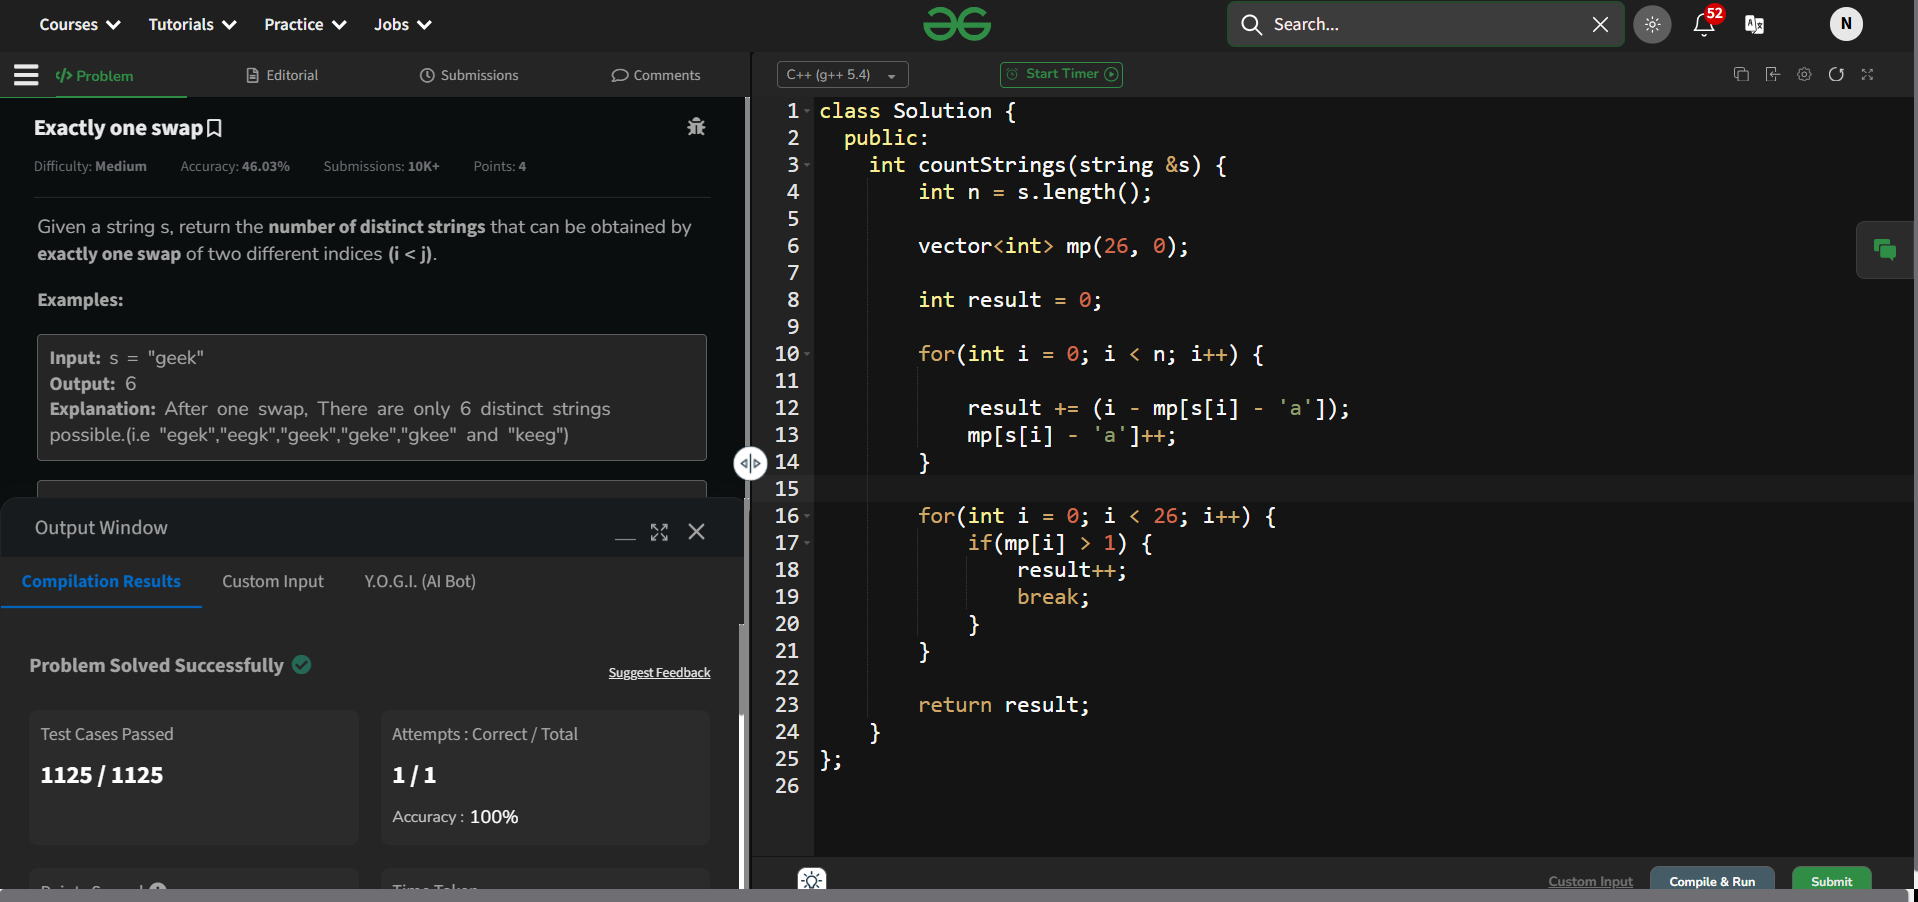 Courses Tutorials Practice Jobs
Search...
52
N
Problem Editorial Submissions Comments
C++ (g++ 5.4) Start Timer
Exactly one swap
Difficulty: Medium Accuracy: 46.03% Submissions: 10K+ Points: 4
Given a string s, return the number of distinct strings that can be obtained by
exactly one swap of two different indices (i < j).
Examples:
Input: s = "geek"
Output: 6
Explanation: After one swap, There are only 6 distinct strings
possible.(i.e "egek","eegk","geek","geke","gkee" and "keeg")
Output Window
Compilation Results Custom Input Y.O.G.I. (AI Bot)
Problem Solved Successfully
Suggest Feedback
Test Cases Passed
1125 / 1125
Attempts : Correct / Total
1 / 1
Accuracy : 100%
1 class Solution {
2 public:
3 int countStrings(string &s) {
4 int n = s.length();
5
6 vector<int> mp(26, 0);
7
8 int result = 0;
9
10 for(int i = 0; i < n; i++) {
11
12 result += (i - mp[s[i] - 'a']);
13 mp[s[i] - 'a']++;
14 }
15
16 for(int i = 0; i < 26; i++) {
17 if(mp[i] > 1) {
18 result++;
19 break;
20 }
21 }
22
23 return result;
24 }
25 };
26
Custom Input Compile & Run Submit